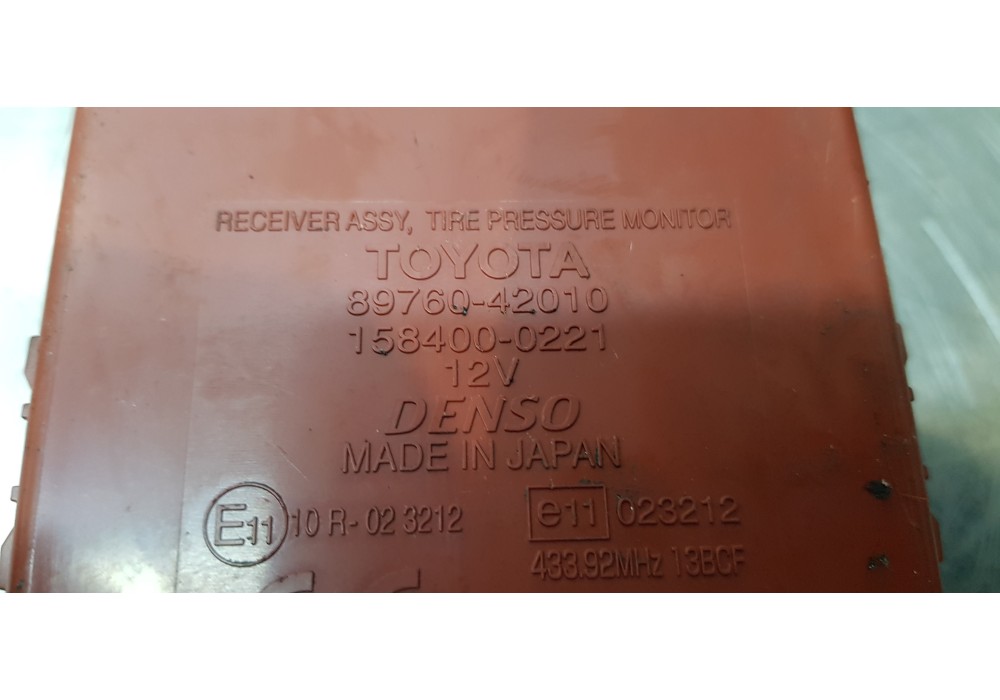 RECEIVER ASSY, TIRE PRESSURE MONITOR
TOYOTA
89760-42010
158400-0221
12V
DENSO
MADE IN JAPAN
E11 10 R-02 3212
e11 023212
433.92MHz 13BCF